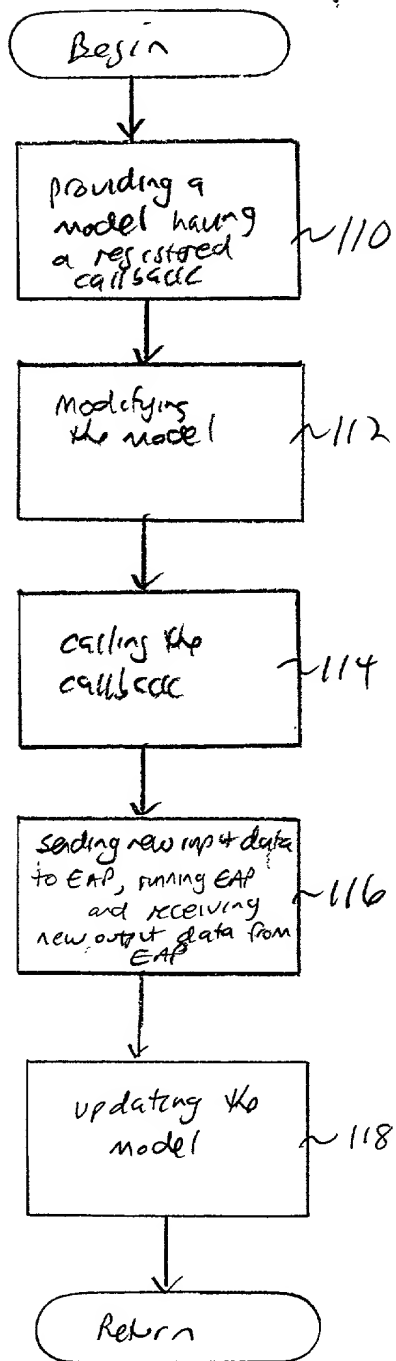 Begin
providing a
model having
a registered
callback
~110
Modifying
the model
~112
calling the
callback
~114
sending new input data
to EAP, running EAP
and receiving
new output data from
EAP
~116
updating the
model
~118
Return